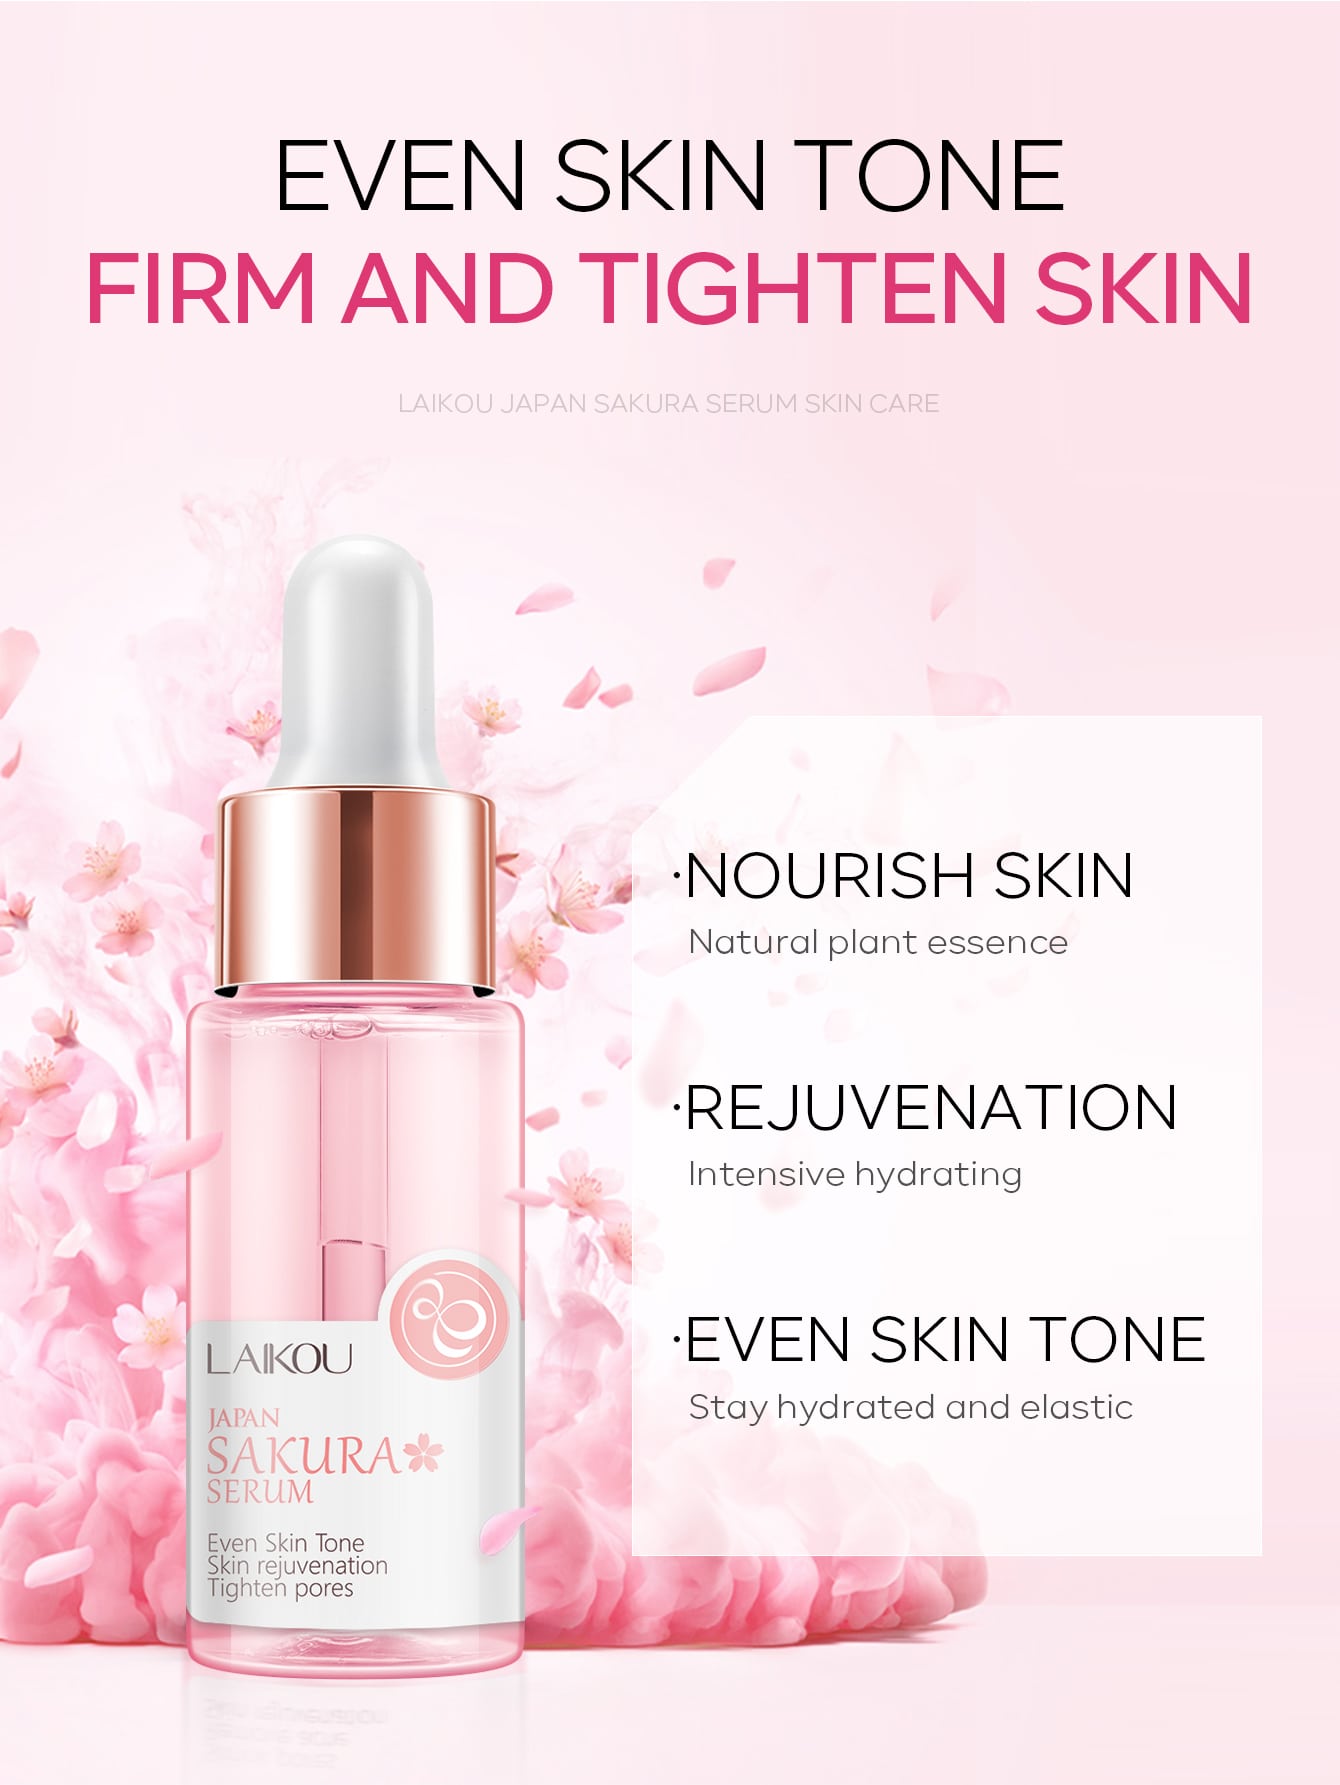 EVEN SKIN TONE
FIRM AND TIGHTEN SKIN
LAIKOU JAPAN SAKURA SERUM SKIN CARE
·NOURISH SKIN
Natural plant essence
·REJUVENATION
Intensive hydrating
·EVEN SKIN TONE
Stay hydrated and elastic
LAIKOU
JAPAN
SAKURA
SERUM
Even Skin Tone
Skin rejuvenation
Tighten pores